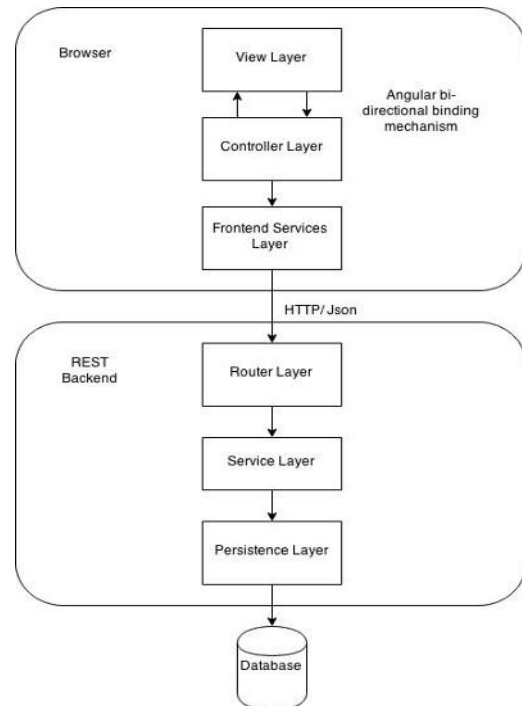 Browser
View Layer
Angular bi-
directional binding
mechanism
Controller Layer
Frontend Services
Layer
HTTP/ Json
REST
Backend
Router Layer
Service Layer
Persistence Layer
Database